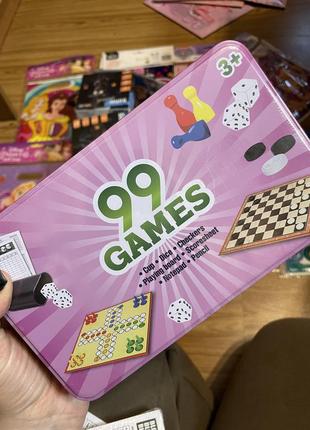 3+
99
GAMES
• Cup • Dice • Checkers
• Playing board • Scoresheet
• Notepad • Pencil